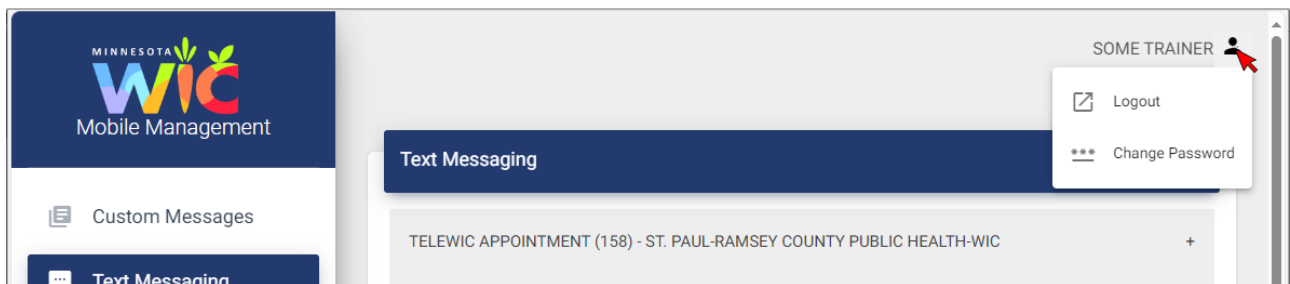 MINNESOTA
WIC
Mobile Management
SOME TRAINER
Logout
Change Password
Text Messaging
Custom Messages
TELEWIC APPOINTMENT (158) - ST. PAUL-RAMSEY COUNTY PUBLIC HEALTH-WIC +
Text Messaging